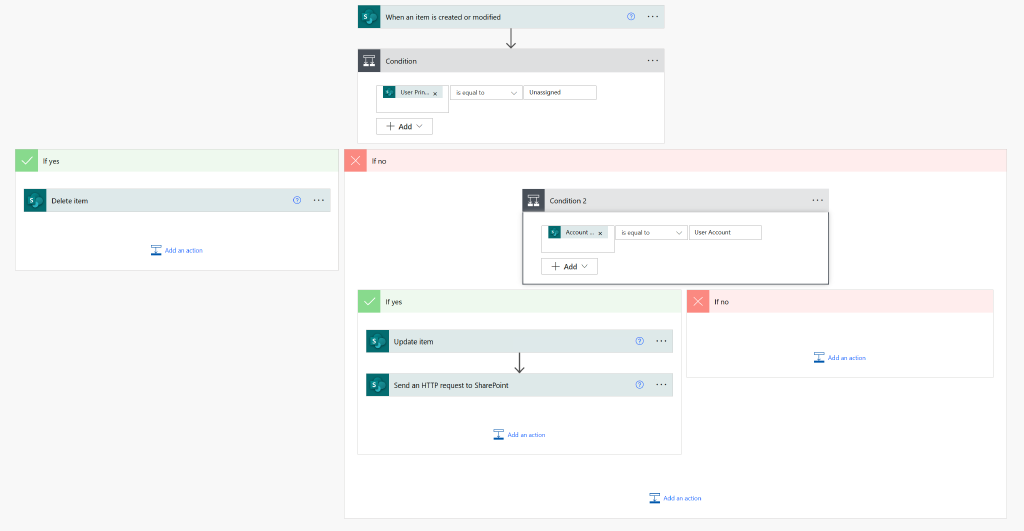 When an item is created or modified
Condition
User Prin... x is equal to Unassigned
+ Add
If yes
If no
Delete item
Add an action
Condition 2
Account ... x is equal to User Account
+ Add
If yes
If no
Update item
Send an HTTP request to SharePoint
Add an action
Add an action
Add an action